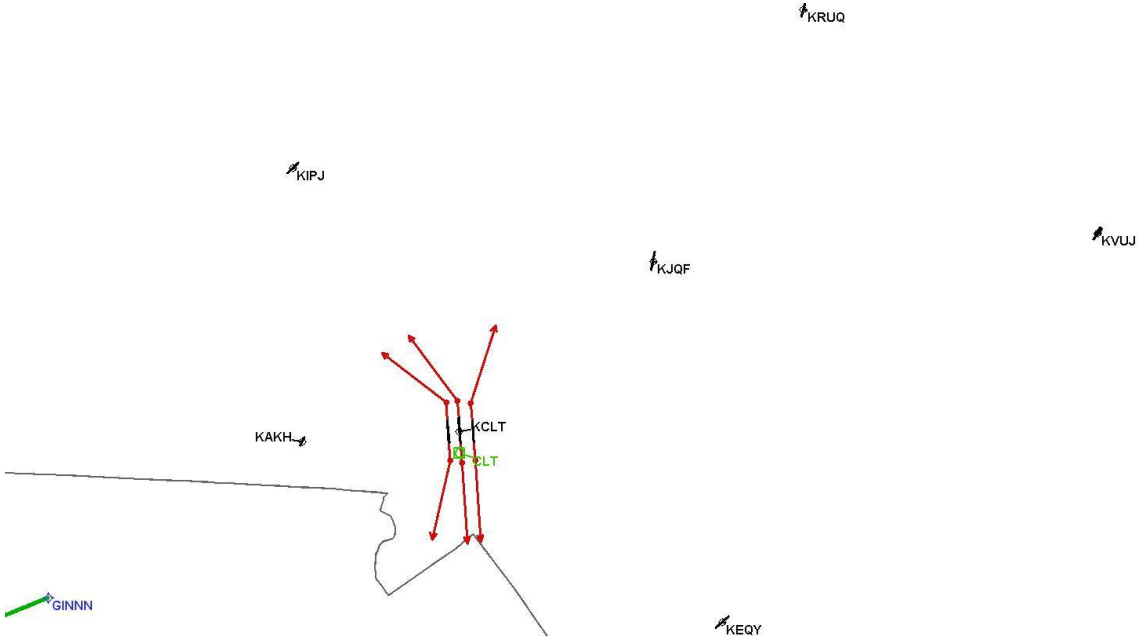 KRUQ
KIPJ
KVUJ
KJQF
KCLT
KAKH
CLT
GINNN
KEQY